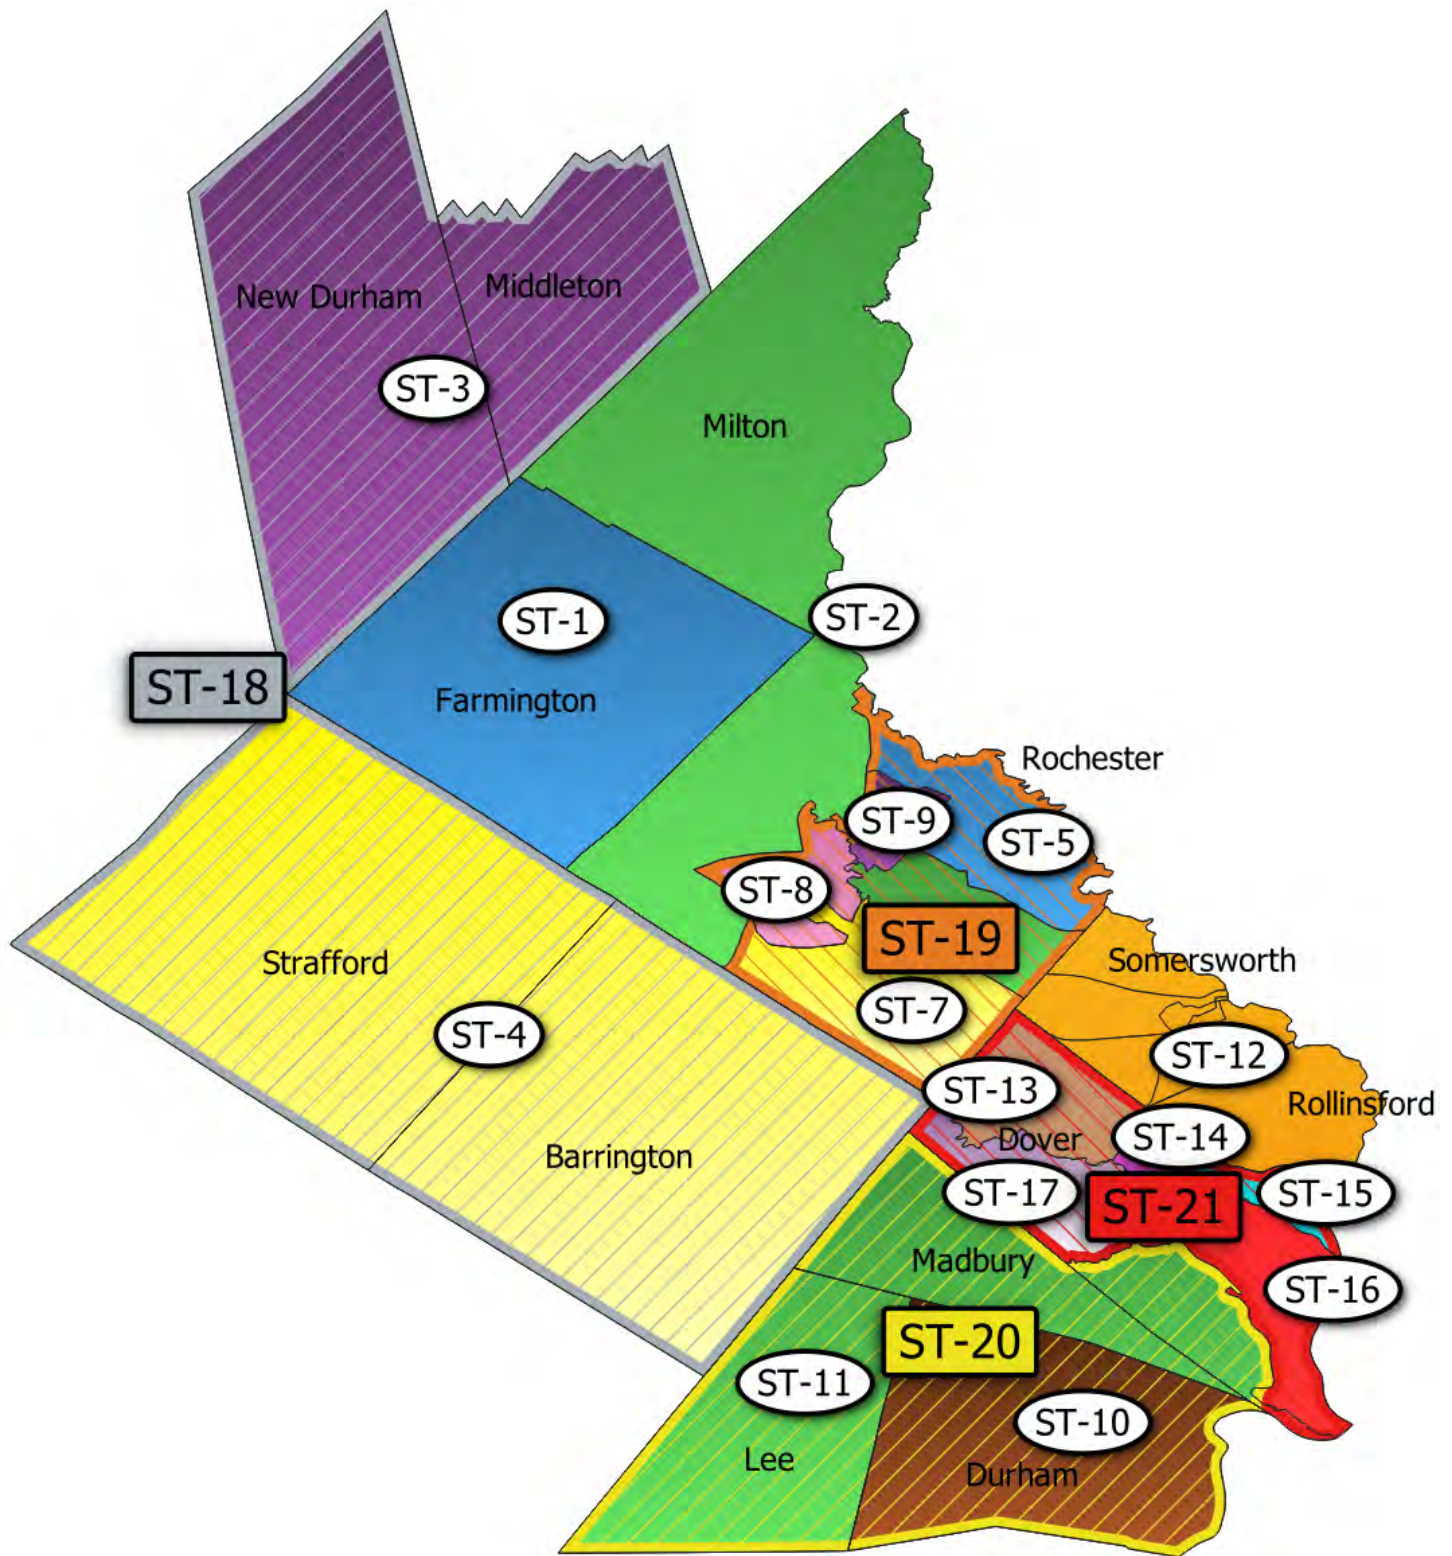 New Durham
Middleton
ST-3
Milton
ST-1
ST-2
ST-18
Farmington
Rochester
ST-9
ST-5
ST-8
ST-19
Strafford
Somersworth
ST-7
ST-4
ST-12
ST-13
Rollinsford
Dover
ST-14
Barrington
ST-17
ST-21
ST-15
Madbury
ST-16
ST-20
ST-11
ST-10
Lee
Durham